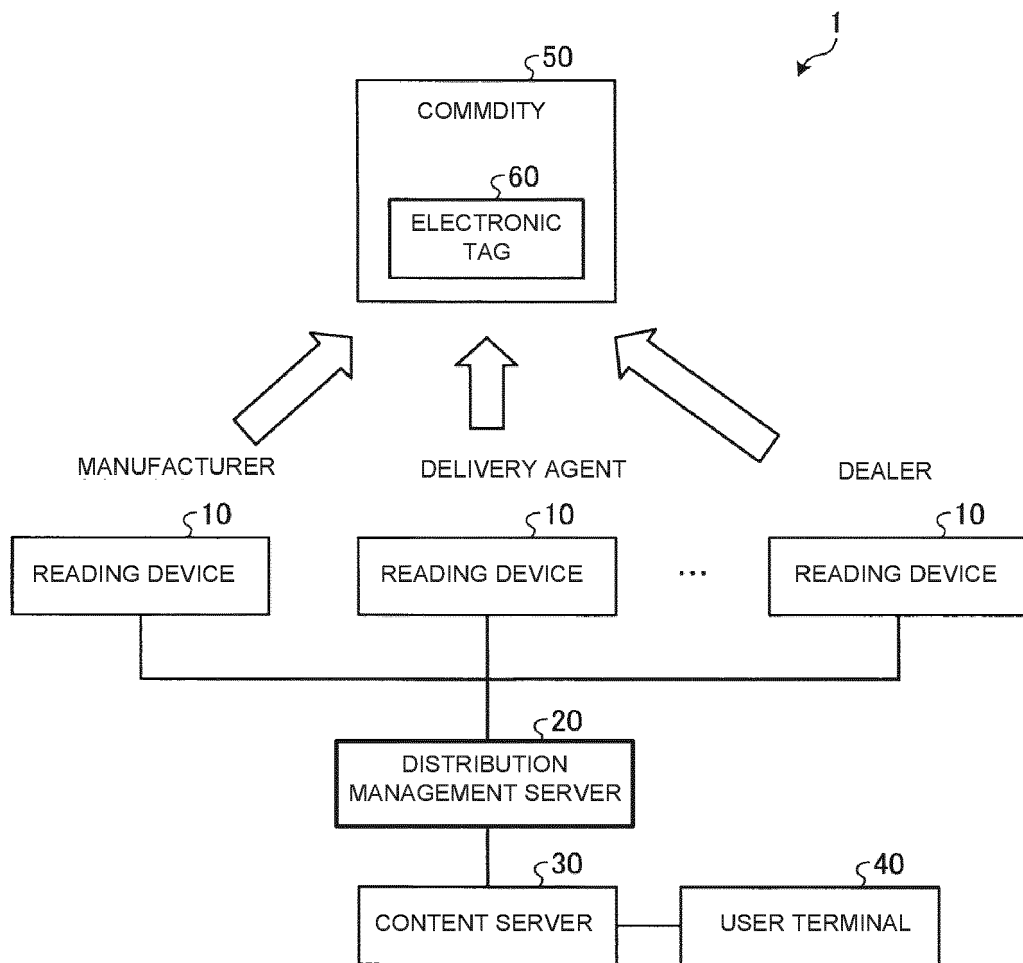 1
50
COMMDITY
60
ELECTRONIC
TAG
MANUFACTURER
DELIVERY AGENT
DEALER
10
10
10
READING DEVICE
READING DEVICE
...
READING DEVICE
20
DISTRIBUTION
MANAGEMENT SERVER
30
40
CONTENT SERVER
USER TERMINAL